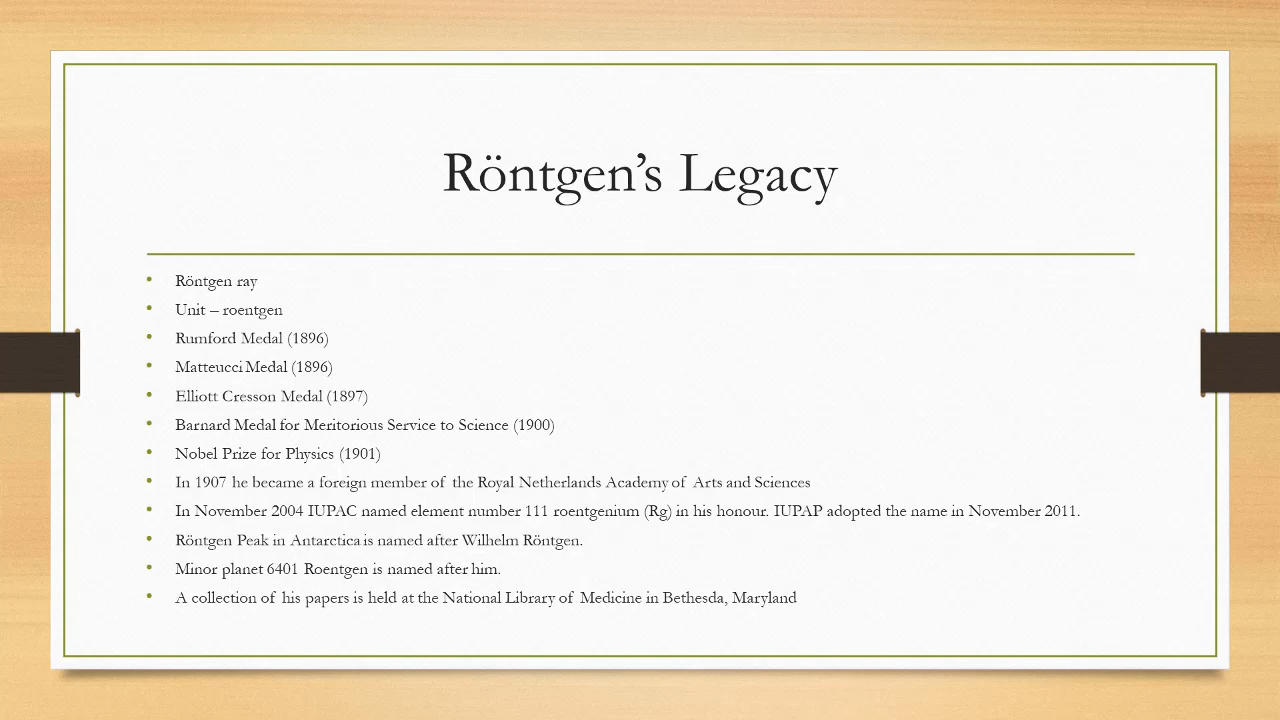 Röntgen’s Legacy
• Röntgen ray
• Unit – roentgen
• Rumford Medal (1896)
• Matteucci Medal (1896)
• Elliott Cresson Medal (1897)
• Barnard Medal for Meritorious Service to Science (1900)
• Nobel Prize for Physics (1901)
• In 1907 he became a foreign member of the Royal Netherlands Academy of Arts and Sciences
• In November 2004 IUPAC named element number 111 roentgenium (Rg) in his honour. IUPAP adopted the name in November 2011.
• Röntgen Peak in Antarctica is named after Wilhelm Röntgen.
• Minor planet 6401 Roentgen is named after him.
• A collection of his papers is held at the National Library of Medicine in Bethesda, Maryland